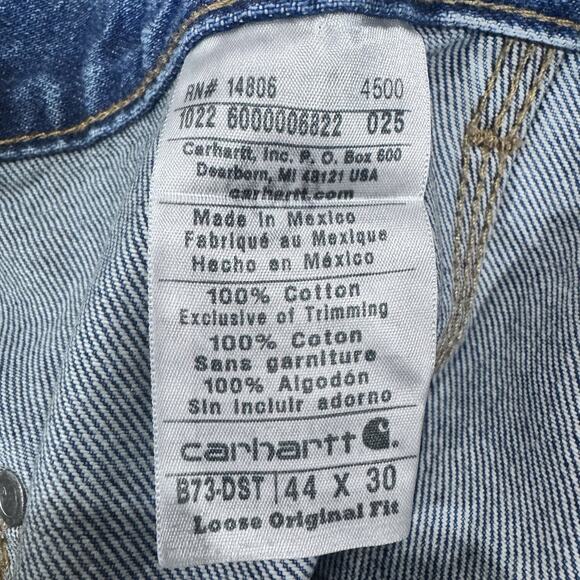 RN# 14806 4500
1022 6000006822 025
Carhartt, Inc. P. O. Box 600
Dearborn, MI 48121 USA
carhartt.com
Made in Mexico
Fabriqué au Mexique
Hecho en México
100% Cotton
Exclusive of Trimming
100% Coton
Sans garniture
100% Algodón
Sin incluir adorno
carhartt
B73-DST 44 X 30
Loose Original Fit